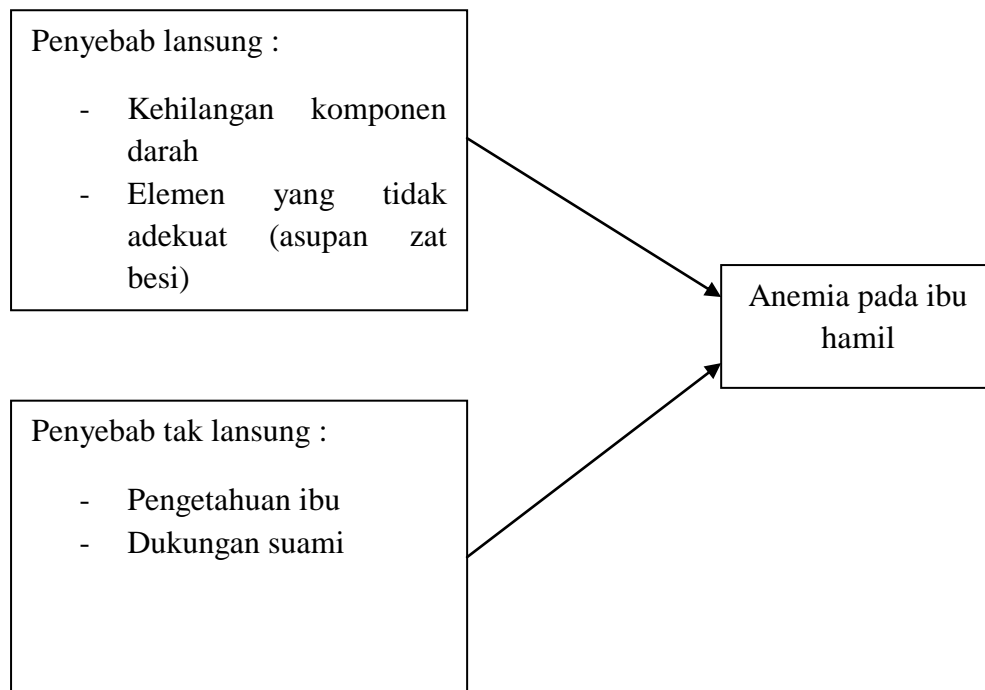 Penyebab lansung :
- Kehilangan komponen
darah
- Elemen yang tidak
adekuat (asupan zat
besi)
Anemia pada ibu
hamil
Penyebab tak lansung :
- Pengetahuan ibu
- Dukungan suami